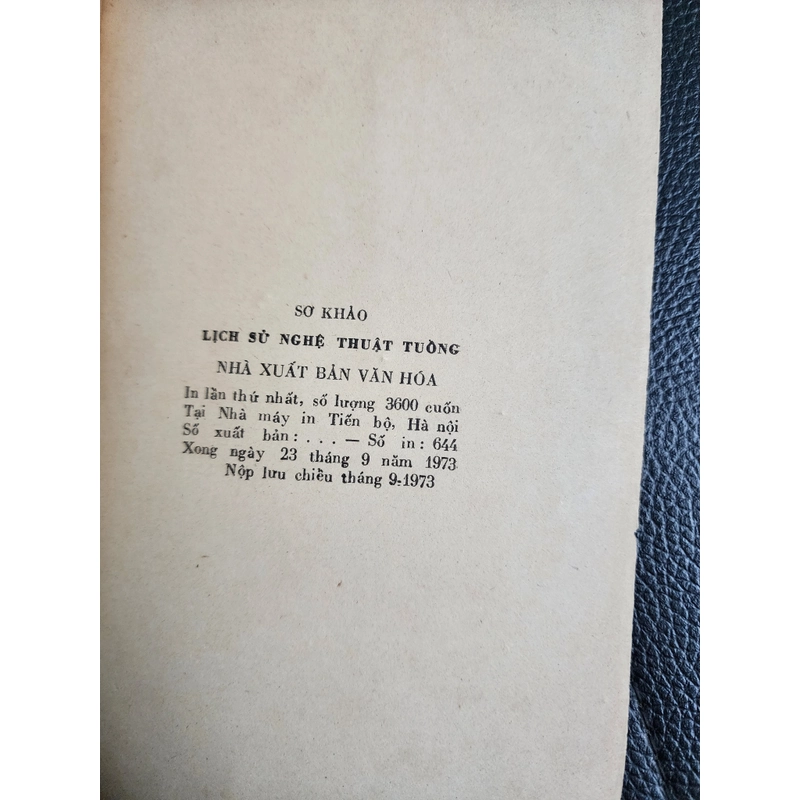 SƠ KHẢO
LỊCH SỬ NGHỆ THUẬT TUỒNG
NHÀ XUẤT BẢN VĂN HÓA
In lần thứ nhất, số lượng 3600 cuốn
Tại Nhà máy in Tiến bộ, Hà nội
Số xuất bản: . . . — Số in: 644
Xong ngày 23 tháng 9 năm 1973
Nộp lưu chiều tháng 9-1973